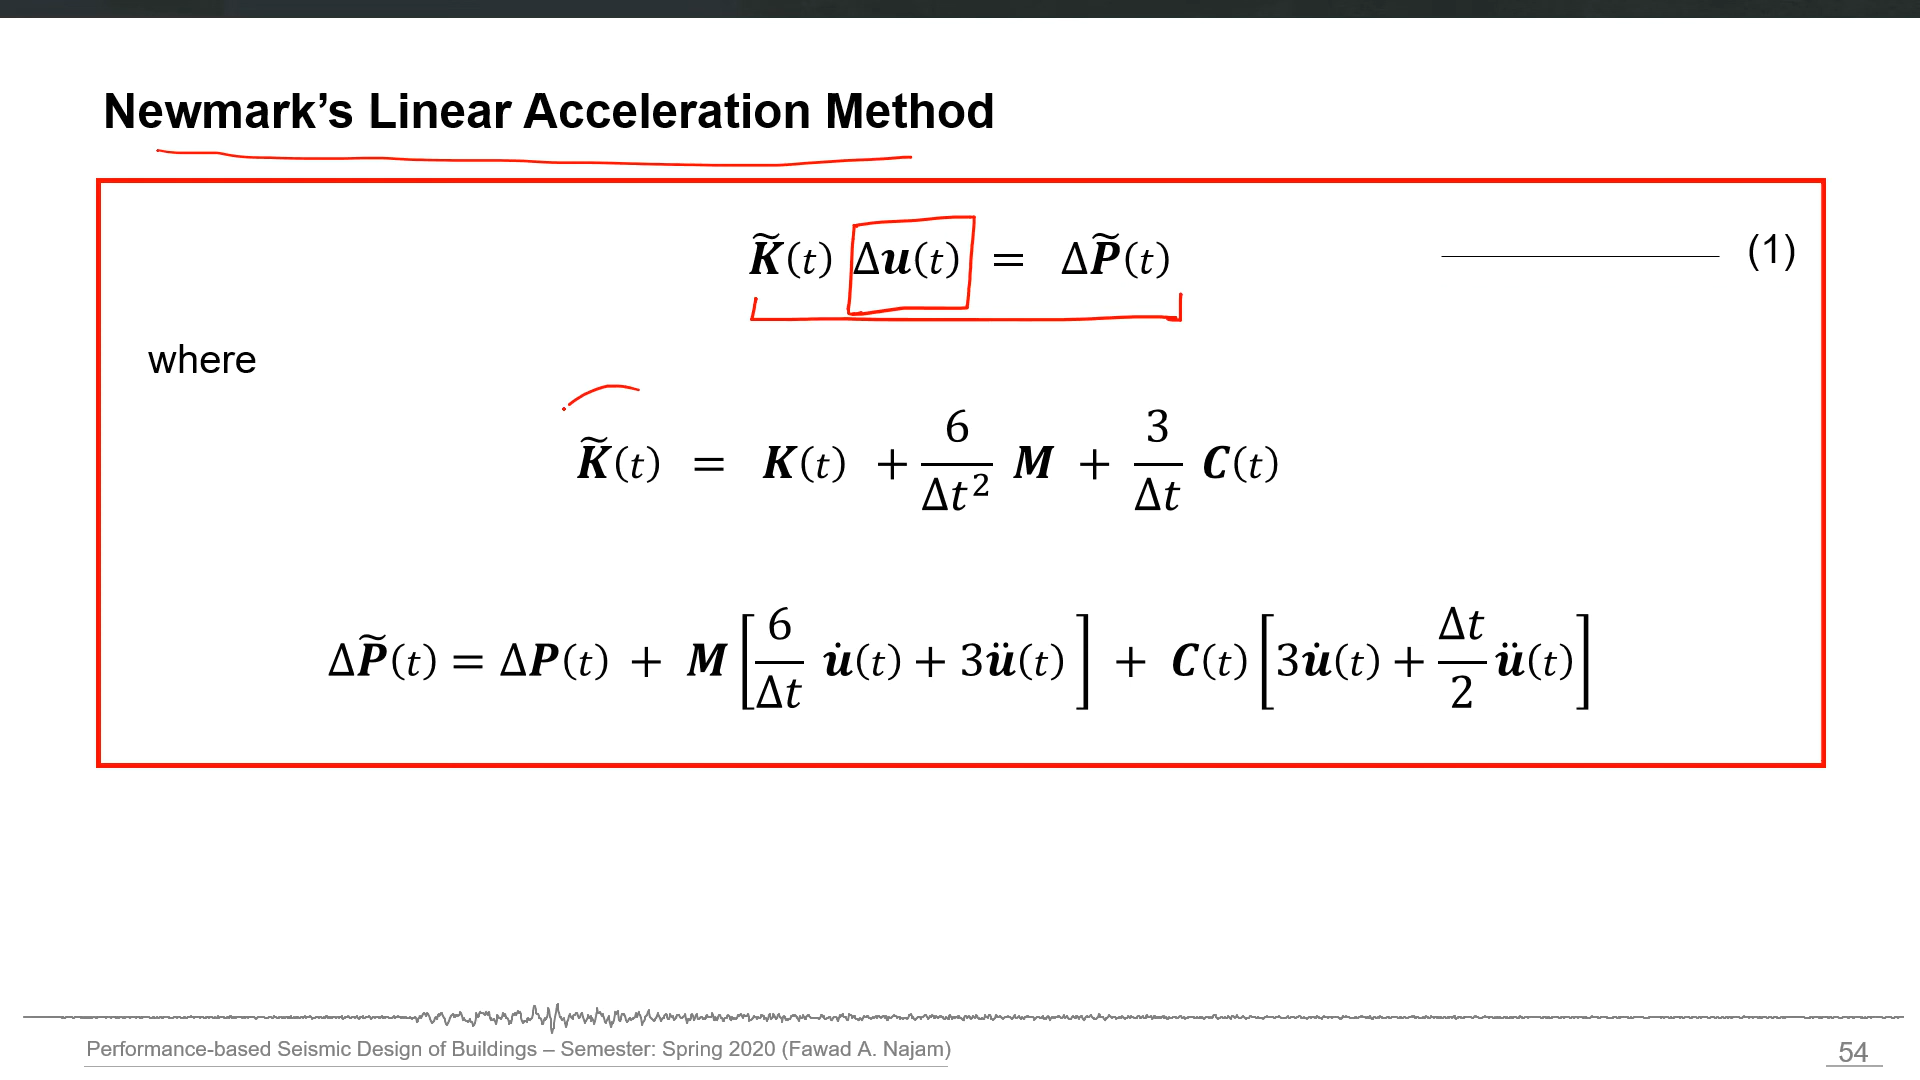 Newmark’s Linear Acceleration Method
K̃(t) Δu(t) = ΔP̃(t) (1)
where
K̃(t) = K(t) + 6/Δt² M + 3/Δt C(t)
ΔP̃(t) = ΔP(t) + M[6/Δt u̇(t) + 3ü(t)] + C(t)[3u̇(t) + Δt/2 ü(t)]
Performance-based Seismic Design of Buildings – Semester: Spring 2020 (Fawad A. Najam)
54